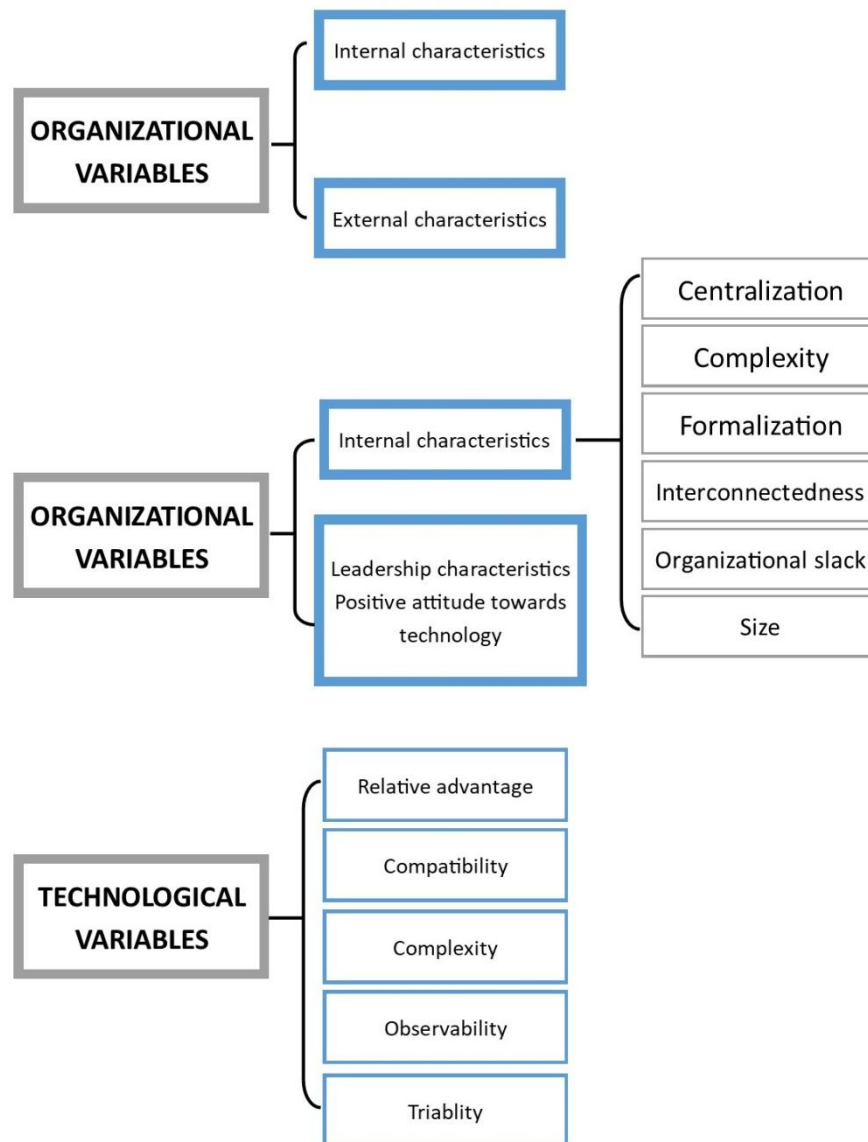 Internal characteristics
ORGANIZATIONAL
VARIABLES
External characteristics
Centralization
Complexity
Formalization
Interconnectedness
Organizational slack
Size
Internal characteristics
ORGANIZATIONAL
VARIABLES
Leadership characteristics
Positive attitude towards
technology
Relative advantage
Compatibility
TECHNOLOGICAL
VARIABLES
Complexity
Observability
Triablity